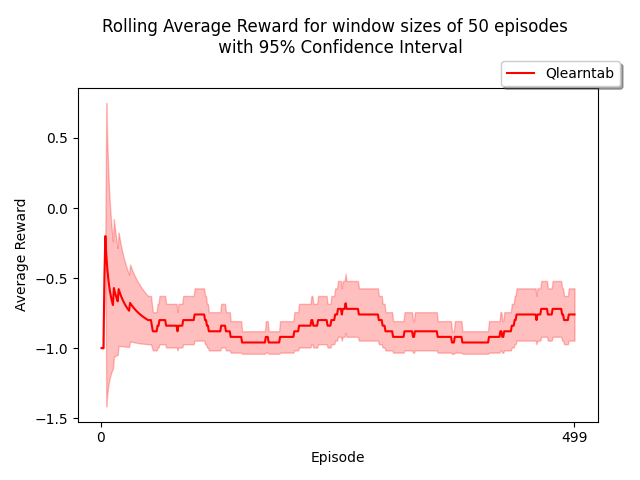 Rolling Average Reward for window sizes of 50 episodes
with 95% Confidence Interval
Qlearntab
0.5
0.0
−0.5
−1.0
−1.5
Average Reward
0
499
Episode